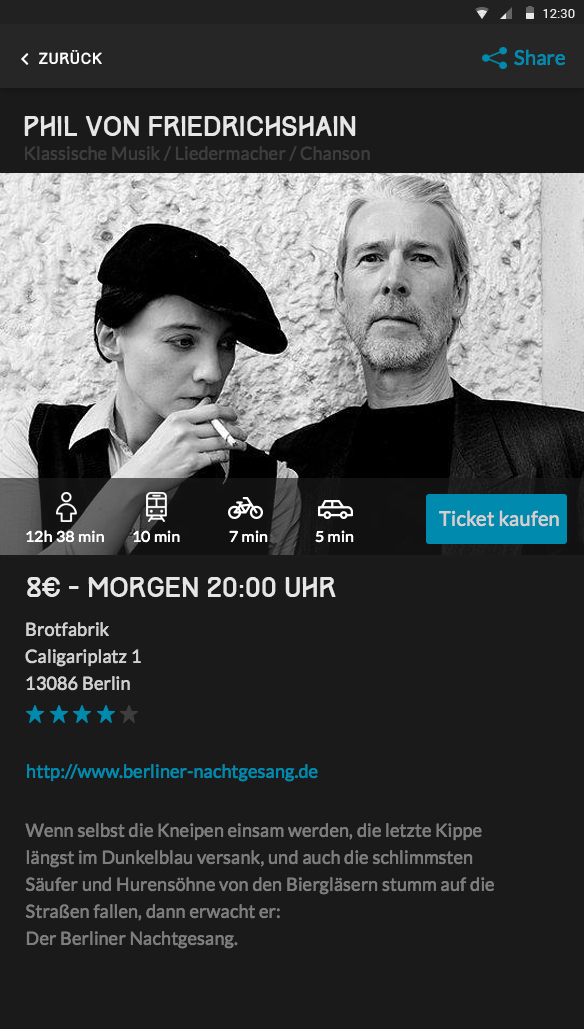 12:30
ZURÜCK
Share
PHIL VON FRIEDRICHSHAIN
Klassische Musik / Liedermacher / Chanson
12h 38 min 10 min 7 min 5 min
Ticket kaufen
8€ - MORGEN 20:00 UHR
Brotfabrik
Caligariplatz 1
13086 Berlin
http://www.berliner-nachtgesang.de
Wenn selbst die Kneipen einsam werden, die letzte Kippe
längst im Dunkelblau versank, und auch die schlimmsten
Säufer und Hurensöhne von den Biergläsern stumm auf die
Straßen fallen, dann erwacht er:
Der Berliner Nachtgesang.